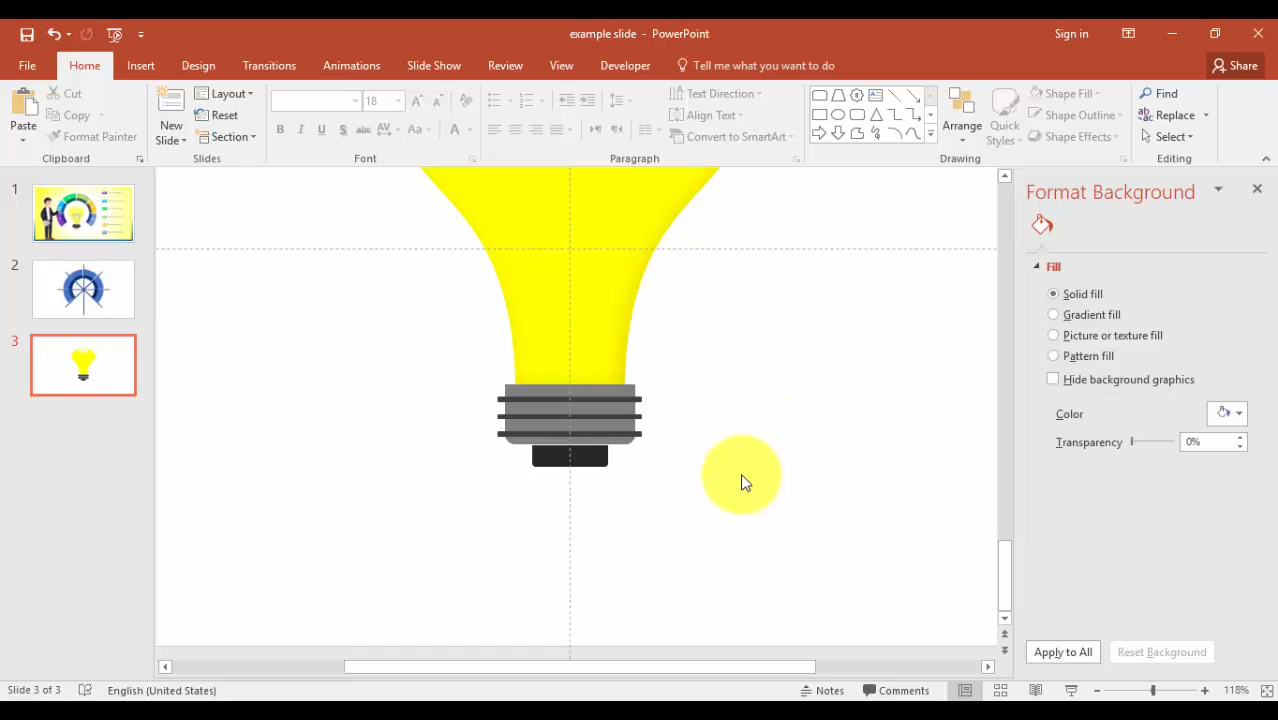 example slide - PowerPoint
Sign in
File Home Insert Design Transitions Animations Slide Show Review View Developer Tell me what you want to do Share
Paste
Cut
Copy
Format Painter
Clipboard
New Slide
Layout
Reset
Section
Slides
18
B I U S abc AV Aa A
Font
Text Direction
Align Text
Convert to SmartArt
Paragraph
Arrange
Quick Styles
Shape Fill
Shape Outline
Shape Effects
Drawing
Find
Replace
Select
Editing
1
2
3
Format Background
Fill
Solid fill
Gradient fill
Picture or texture fill
Pattern fill
Hide background graphics
Color
Transparency 0%
Apply to All Reset Background
Slide 3 of 3 English (United States) Notes Comments 118%